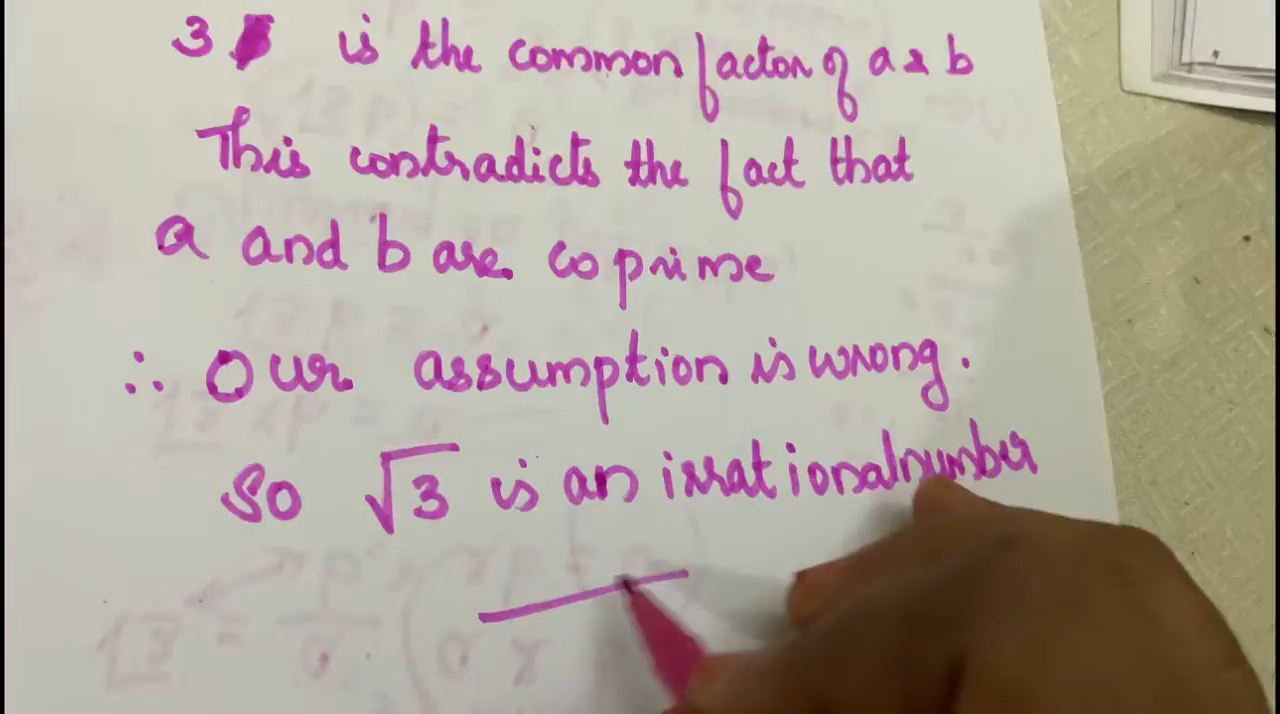 3 is the common factor of a & b
This contradicts the fact that
a and b are coprime
∴ Our assumption is wrong.
So √3 is an irrational number